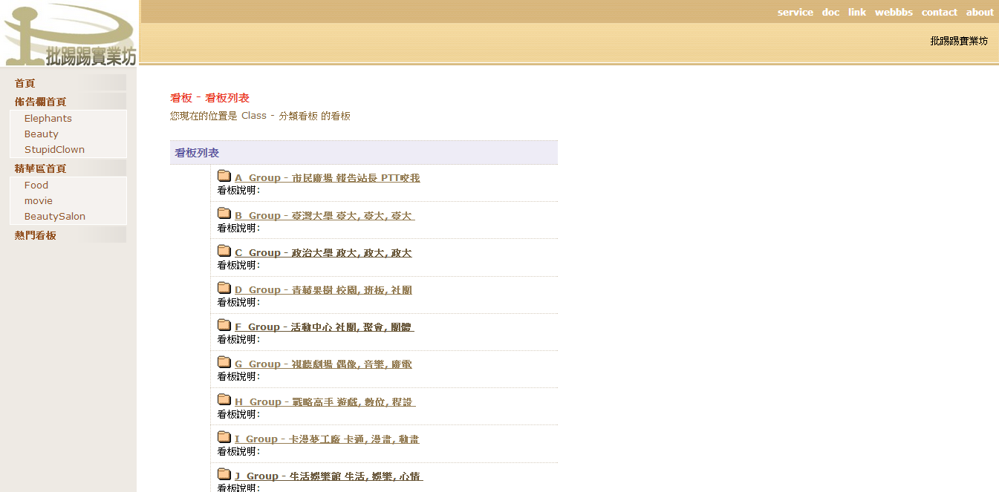 批踢踢實業坊
service doc link webbbs contact about
批踢踢實業坊
首頁
佈告欄首頁
Elephants
Beauty
StupidClown
精華區首頁
Food
movie
BeautySalon
熱門看板
看板 - 看板列表
您現在的位置是 Class - 分類看板 的看板
看板列表
A_Group - 市民廣場 報告站長 PTT咬我
看板說明:
B_Group - 臺灣大學 臺大, 臺大, 臺大
看板說明:
C_Group - 政治大學 政大, 政大, 政大
看板說明:
D_Group - 青蘋果樹 校園, 班板, 社團
看板說明:
F_Group - 活動中心 社團, 聚會, 團體
看板說明:
G_Group - 視聽劇場 偶像, 音樂, 廣電
看板說明:
H_Group - 戰略高手 遊戲, 數位, 程設
看板說明:
I_Group - 卡漫夢工廠 卡通, 漫畫, 動畫
看板說明:
J_Group - 生活娛樂館 生活, 娛樂, 心情
看板說明: